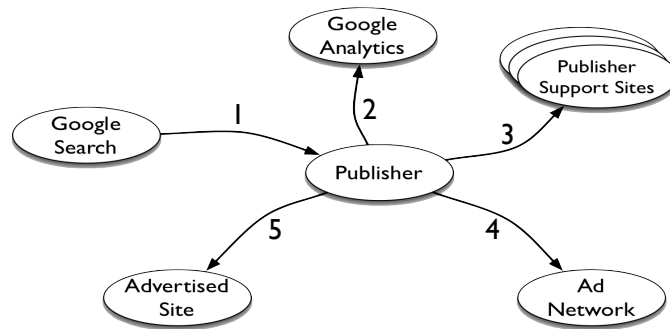 Google
Analytics
Publisher
Support Sites
Google
Search
1
2
3
Publisher
5
4
Advertised
Site
Ad
Network